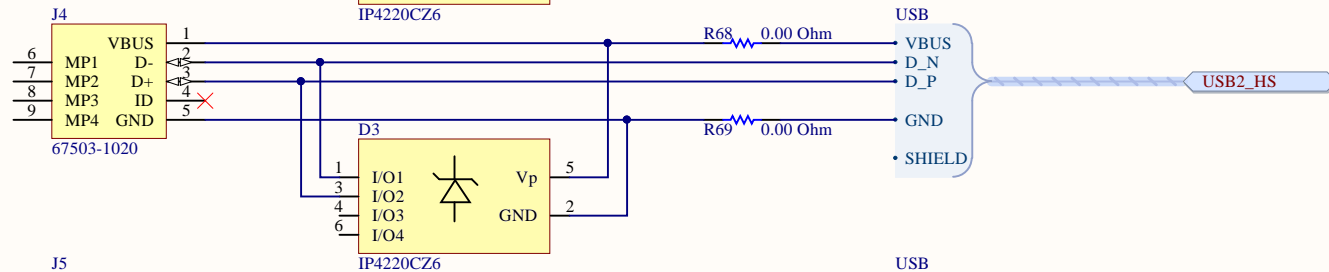 J4 IP4220CZ6 USB
1 R68 0.00 Ohm
VBUS VBUS
6 MP1 D- 2 D_N
7 MP2 D+ 3 D_P USB2_HS
8 MP3 ID 4
9 MP4 GND 5 GND
D3 R69 0.00 Ohm
67503-1020 SHIELD
1 I/O1 Vp 5
3 I/O2
4 I/O3 GND 2
6 I/O4
J5 IP4220CZ6 USB